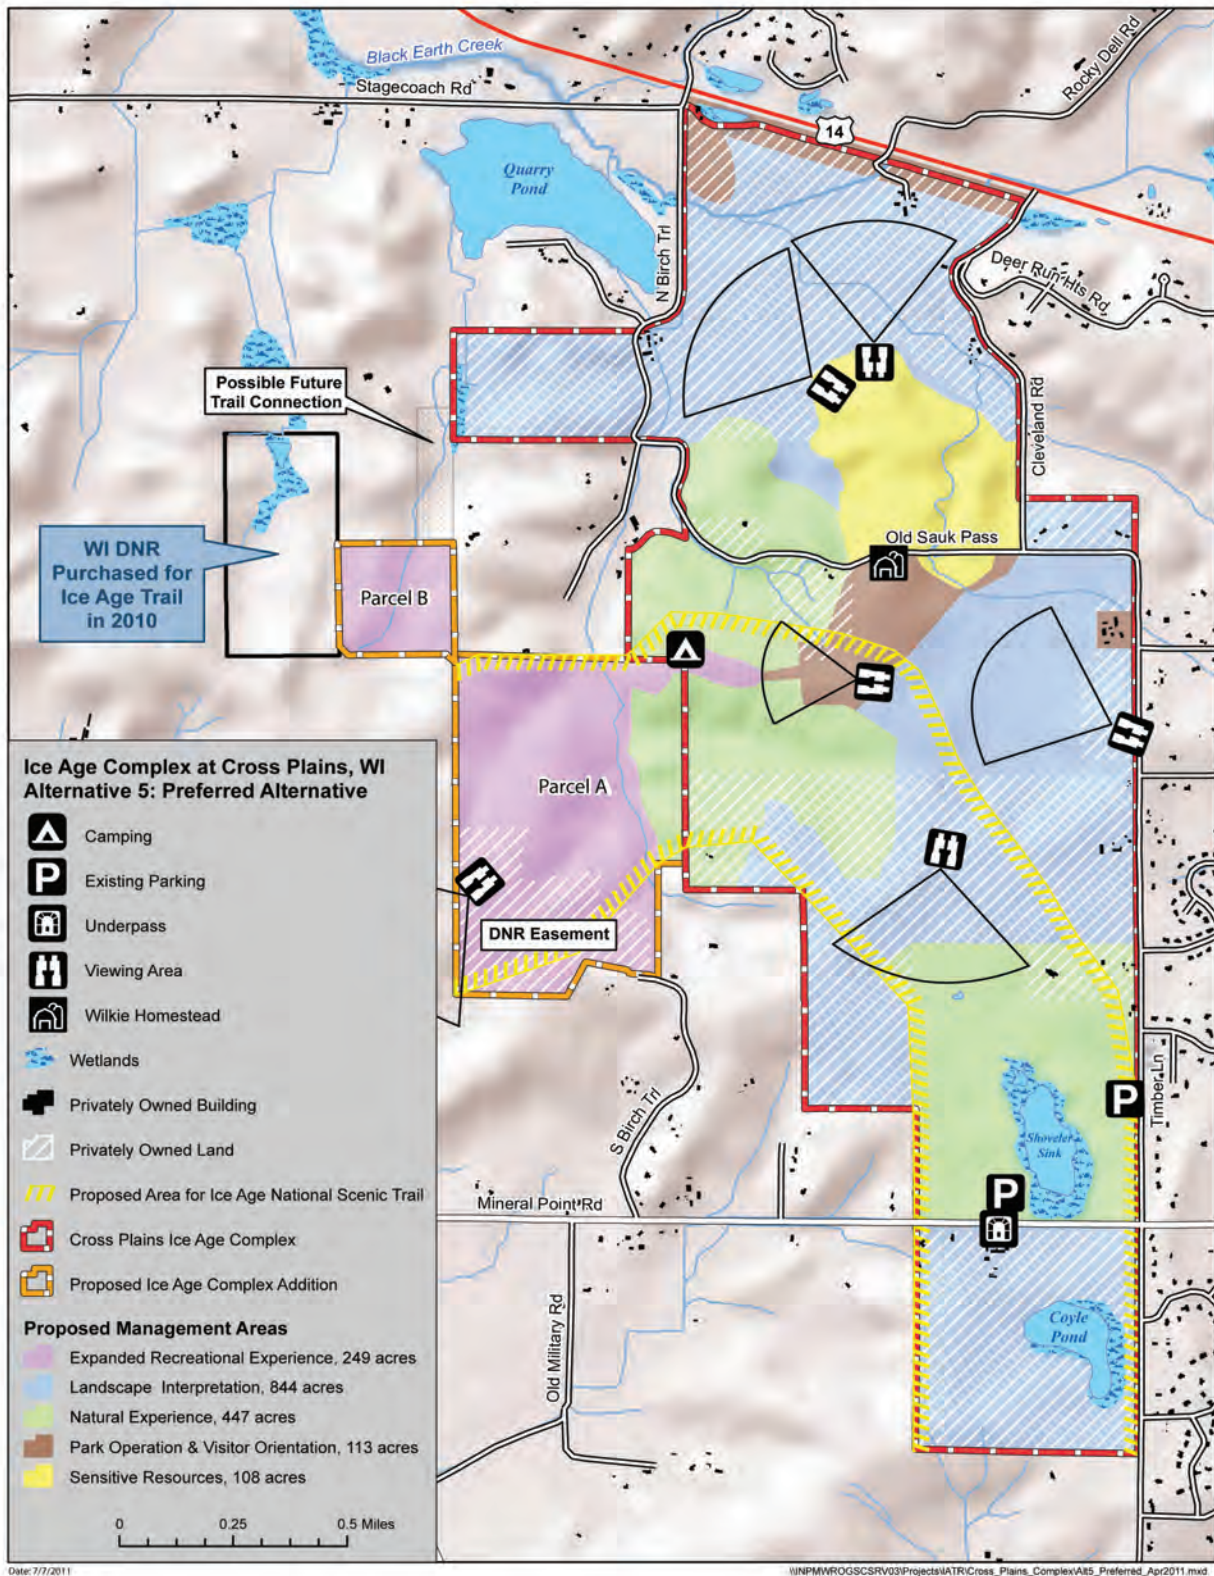 Black Earth Creek
Stagecoach Rd
Rocky Dell Rd
14
Quarry
Pond
N Birch Trl
Deer Run Hts Rd
Possible Future
Trail Connection
Cleveland Rd
WI DNR
Purchased for
Ice Age Trail
in 2010
Old Sauk Pass
Parcel B
Parcel A
DNR Easement
Ice Age Complex at Cross Plains, WI
Alternative 5: Preferred Alternative
Camping
P
Existing Parking
Underpass
Viewing Area
Wilkie Homestead
Wetlands
Privately Owned Building
Privately Owned Land
Proposed Area for Ice Age National Scenic Trail
Cross Plains Ice Age Complex
Proposed Ice Age Complex Addition
Proposed Management Areas
Expanded Recreational Experience, 249 acres
Landscape Interpretation, 844 acres
Natural Experience, 447 acres
Park Operation & Visitor Orientation, 113 acres
Sensitive Resources, 108 acres
0 0.25 0.5 Miles
S Birch Trl
Timber Ln
P
Shoveler
Sink
P
Mineral Point Rd
Old Military Rd
Coyle
Pond
Date: 7/7/2011
\\INPMWROGSCSRV03\Projects\IATR\Cross_Plains_Complex\Alt5_Preferred_Apr2011.mxd